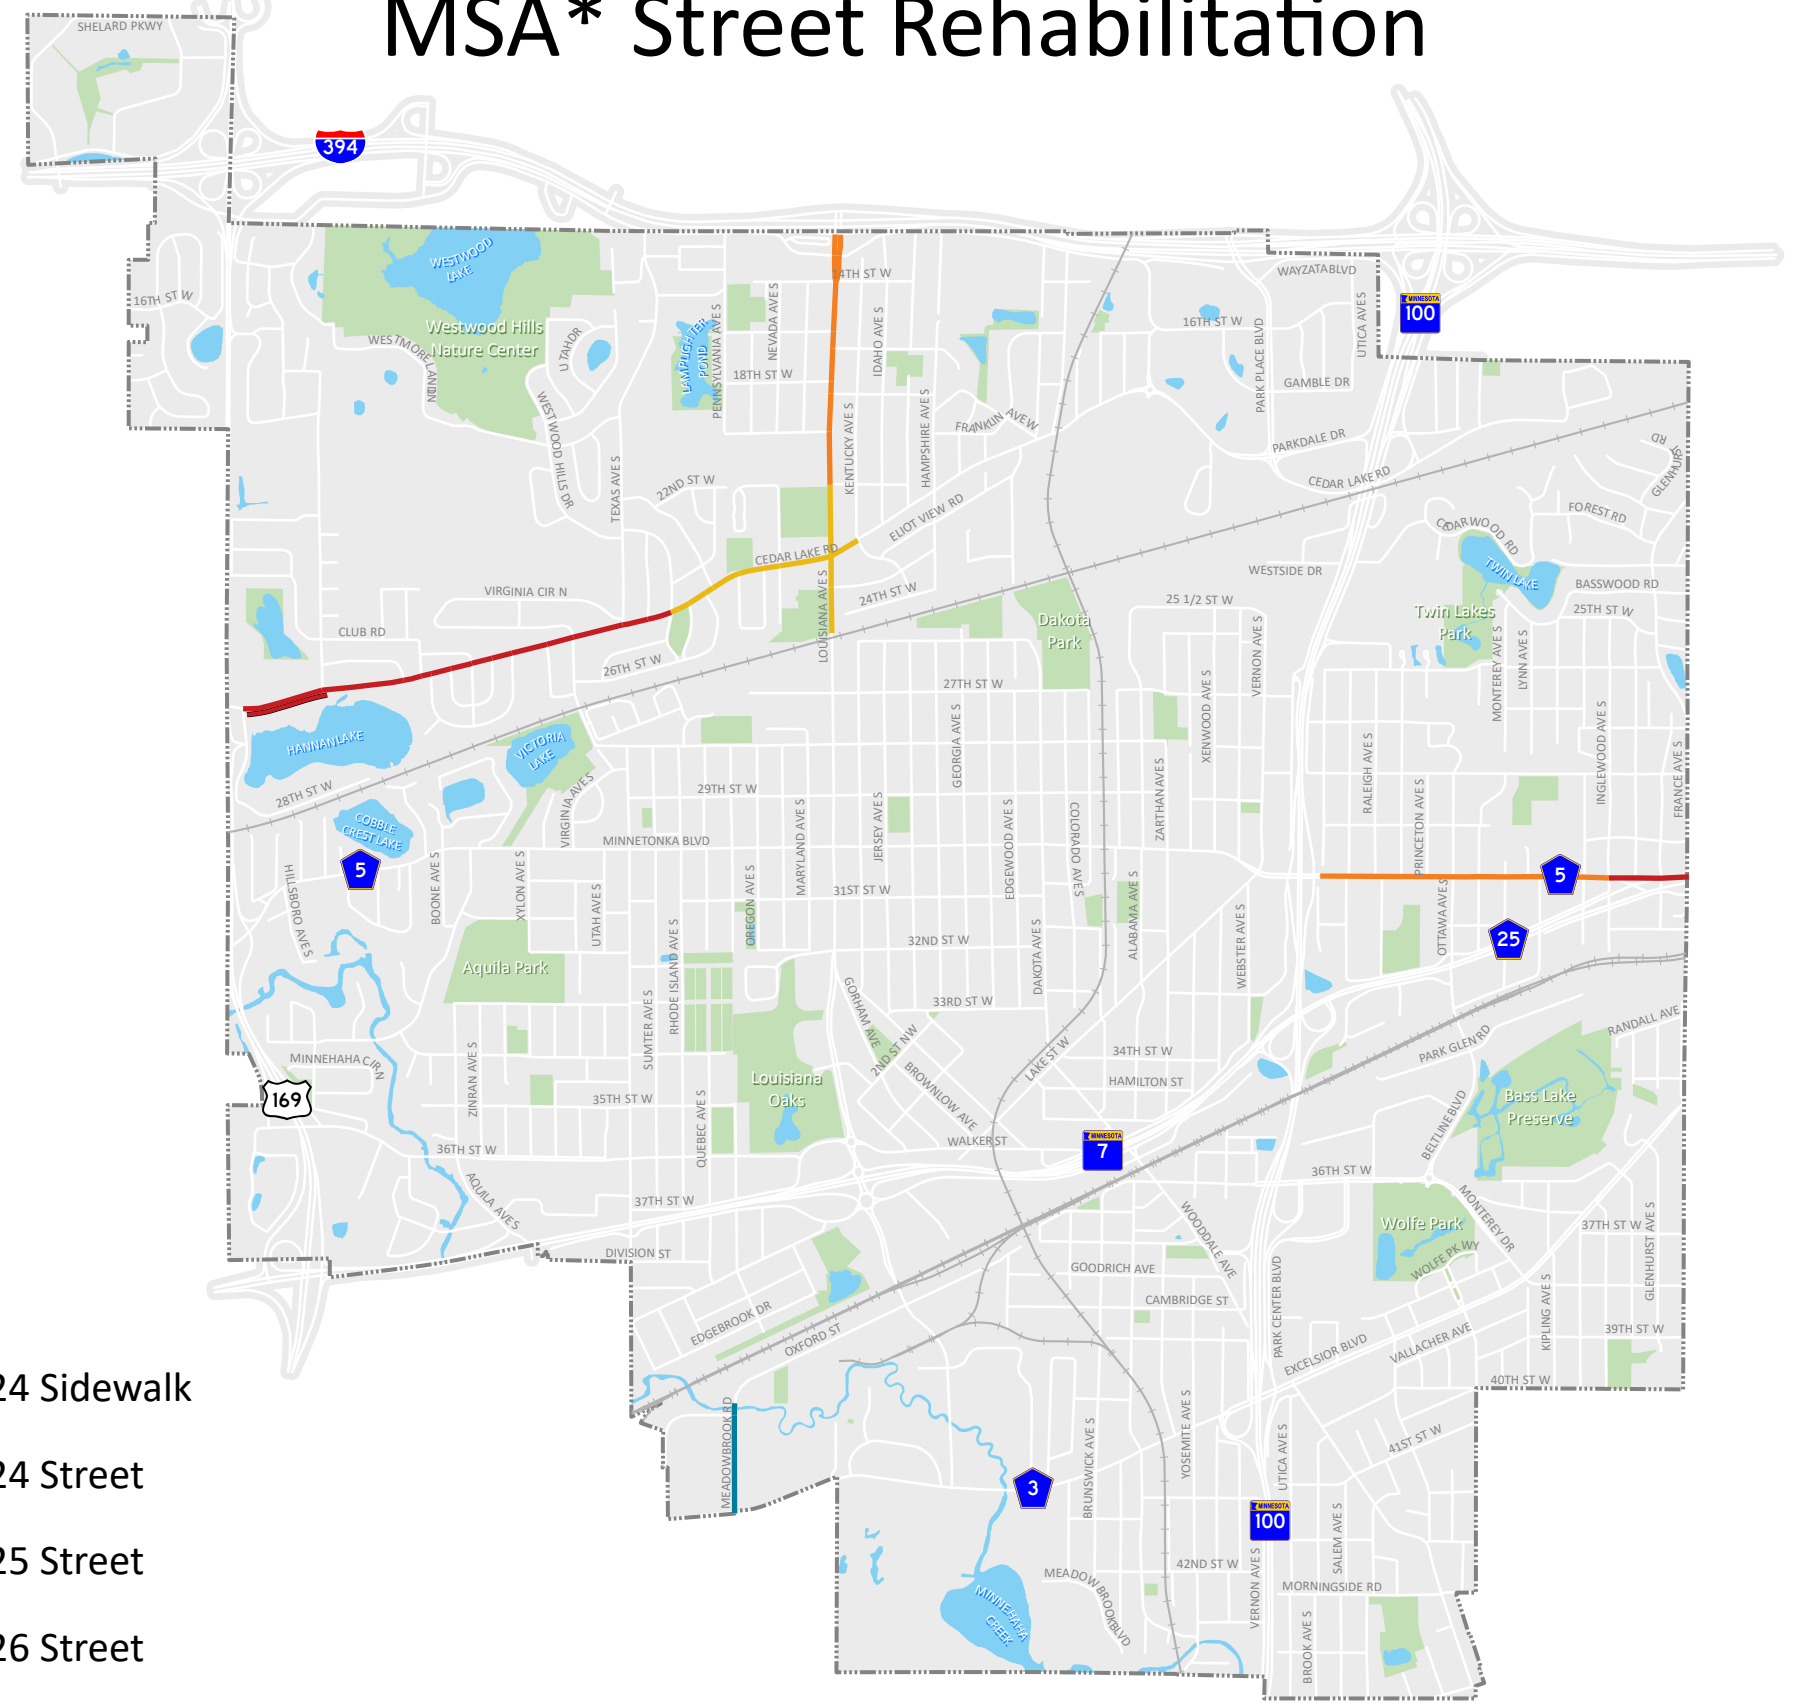 MSA* Street Rehabilitation
SHELARD PKWY
394
WESTWOOD
LAKE
14TH ST W
WAYZATA BLVD
16TH ST W
MINNESOTA
100
Westwood Hills
Nature Center
WESTMORELAND LN
UTAH DR
LAMPLIGHTER
POND
PENNSYLVANIA AVE S
NEVADA AVE S
IDAHO AVE S
16TH ST W
PARK PLACE BLVD
UTICA AVE S
18TH ST W
GAMBLE DR
WESTWOOD HILLS DR
TEXAS AVE S
KENTUCKY AVE S
HAMPSHIRE AVE S
FRANKLIN AVE W
PARKDALE DR
GLENHURST RD
22ND ST W
CEDAR LAKE RD
ELIOT VIEW RD
FOREST RD
CEDARWOOD RD
CEDAR LAKE RD
WESTSIDE DR
TWIN LAKE
BASSWOOD RD
VIRGINIA CIR N
24TH ST W
25 1/2 ST W
25TH ST W
CLUB RD
LOUISIANA AVE S
Dakota
Park
Twin Lakes
Park
26TH ST W
VERNON AVE S
MONTEREY AVE S
LYNN AVE S
27TH ST W
XENWOOD AVE S
HANNAN LAKE
VICTORIA
LAKE
GEORGIA AVE S
RALEIGH AVE S
INGLEWOOD AVE S
FRANCE AVE S
28TH ST W
29TH ST W
ZARTHAN AVE S
PRINCETON AVE S
COBBLE
CREST LAKE
VIRGINIA AVE S
MINNETONKA BLVD
MARYLAND AVE S
JERSEY AVE S
EDGEWOOD AVE S
COLORADO AVE S
5
5
HILLSBORO AVE S
BOONE AVE S
XYLON AVE S
UTAH AVE S
OREGON AVE S
31ST ST W
ALABAMA AVE S
WEBSTER AVE S
OTTAWA AVE S
25
RHODE ISLAND AVE S
32ND ST W
DAKOTA AVE S
Aquila Park
SUMTER AVE S
GORHAM AVE
33RD ST W
RANDALL AVE
MINNEHAHA CIR N
ZINRAN AVE S
2ND ST NW
LAKE ST W
34TH ST W
PARK GLEN RD
169
35TH ST W
Louisiana
Oaks
BROWNLOW AVE
HAMILTON ST
BELTLINE BLVD
Bass Lake
Preserve
36TH ST W
QUEBEC AVE S
WALKER ST
MINNESOTA
7
36TH ST W
AQUILA AVE S
37TH ST W
WOODDALE AVE
Wolfe Park
MONTEREY DR
37TH ST W
GLENHURST AVE S
DIVISION ST
GOODRICH AVE
PARK CENTER BLVD
WOLFE PK WY
CAMBRIDGE ST
EDGEBROOK DR
OXFORD ST
EXCELSIOR BLVD
VALLACHER AVE
KIPLING AVE S
39TH ST W
40TH ST W
24 Sidewalk
MEADOWBROOK RD
YOSEMITE AVE S
BRUNSWICK AVE S
UTICA AVE S
41ST ST W
24 Street
3
MINNESOTA
100
SALEM AVE S
25 Street
42ND ST W
VERNON AVE S
MEADOWBROOK BLVD
MORNINGSIDE RD
MINNEHAHA
CREEK
BROOK AVE S
26 Street